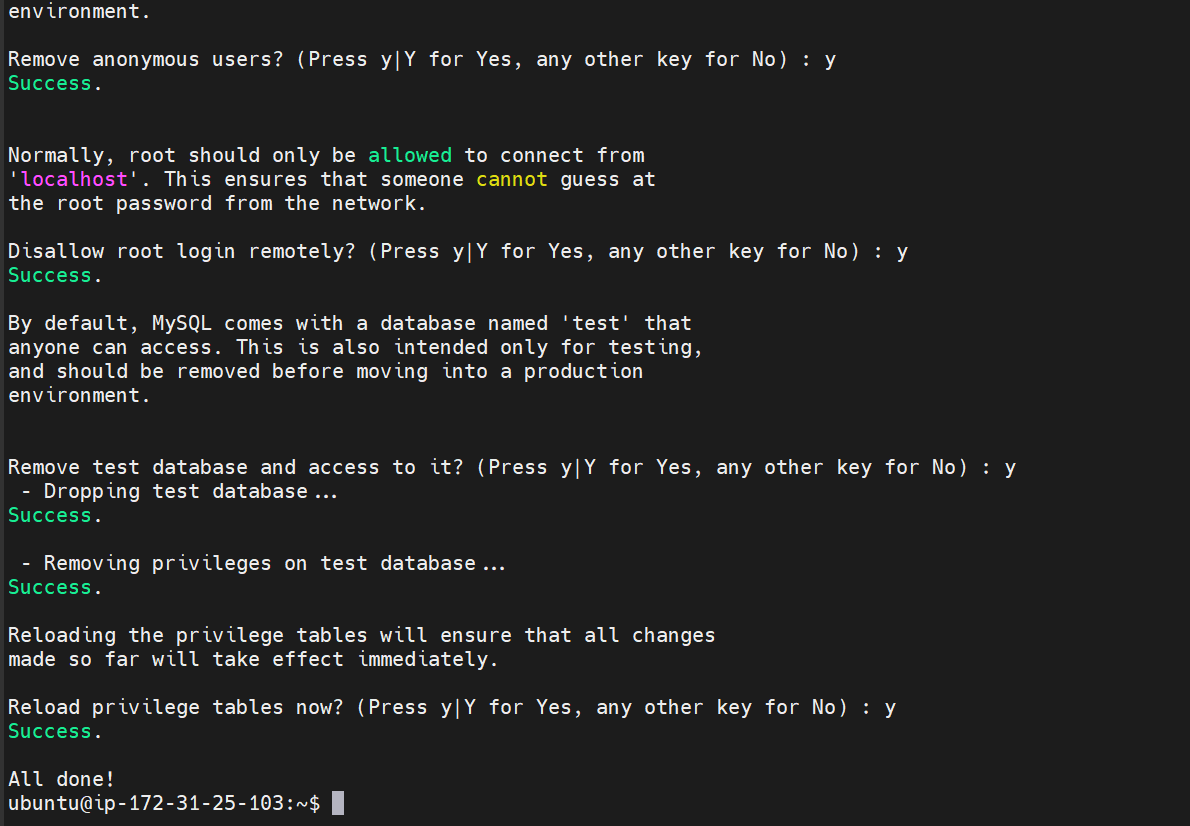 environment.
Remove anonymous users? (Press y|Y for Yes, any other key for No) : y
Success.
Normally, root should only be allowed to connect from
'localhost'. This ensures that someone cannot guess at
the root password from the network.
Disallow root login remotely? (Press y|Y for Yes, any other key for No) : y
Success.
By default, MySQL comes with a database named 'test' that
anyone can access. This is also intended only for testing,
and should be removed before moving into a production
environment.
Remove test database and access to it? (Press y|Y for Yes, any other key for No) : y
 - Dropping test database...
Success.
 - Removing privileges on test database...
Success.
Reloading the privilege tables will ensure that all changes
made so far will take effect immediately.
Reload privilege tables now? (Press y|Y for Yes, any other key for No) : y
Success.
All done!
ubuntu@ip-172-31-25-103:~$